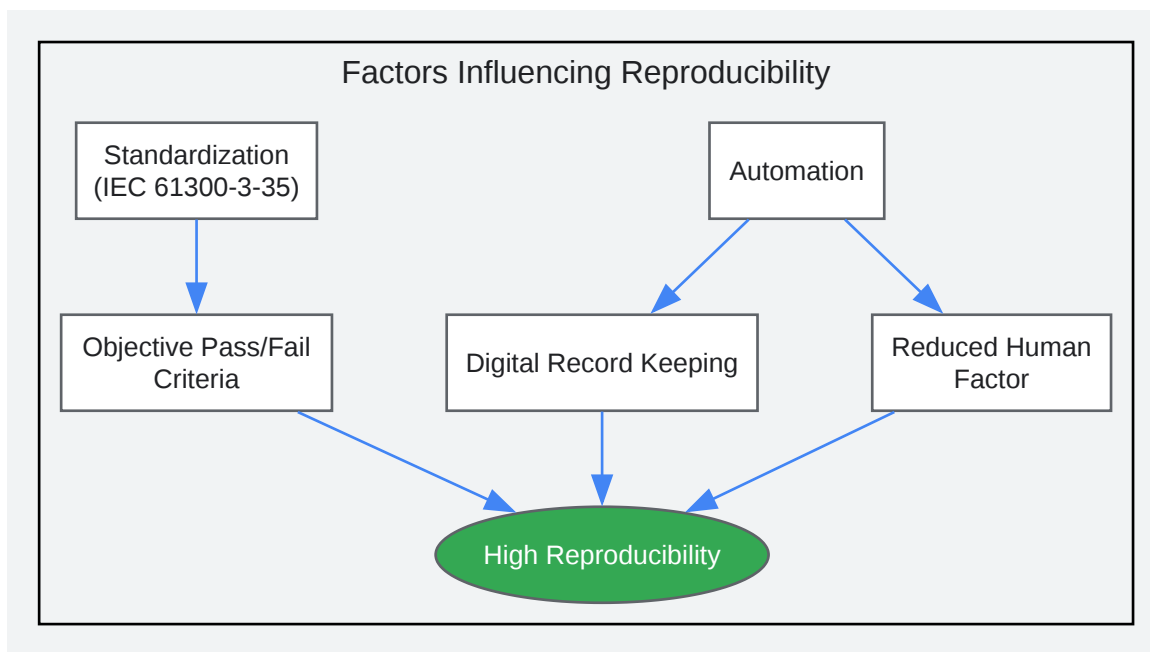 Factors Influencing Reproducibility
Standardization
(IEC 61300-3-35)
Automation
Objective Pass/Fail
Criteria
Digital Record Keeping
Reduced Human
Factor
High Reproducibility